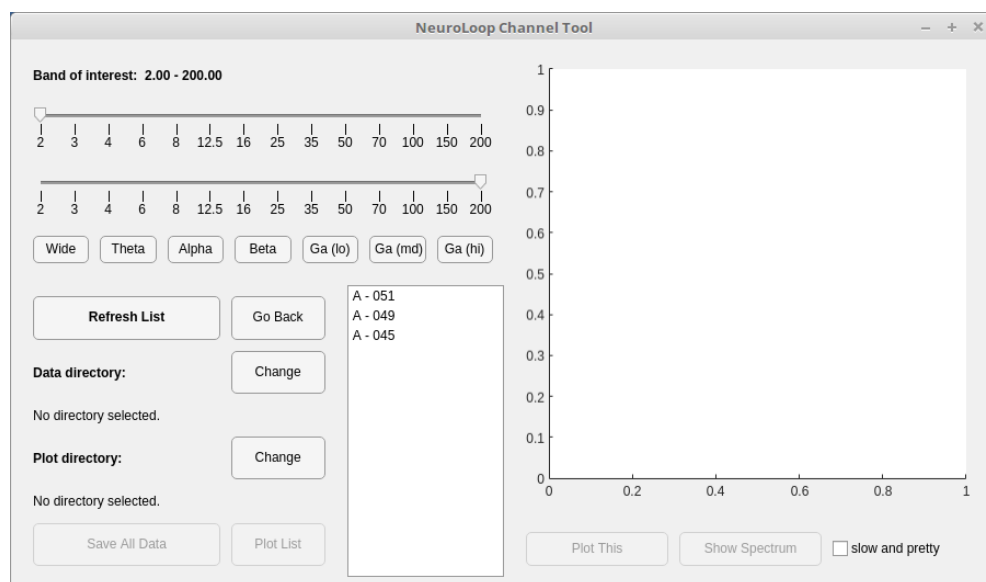 NeuroLoop Channel Tool
Band of interest: 2.00 - 200.00
2 3 4 6 8 12.5 16 25 35 50 70 100 150 200
2 3 4 6 8 12.5 16 25 35 50 70 100 150 200
Wide Theta Alpha Beta Ga (lo) Ga (md) Ga (hi)
Refresh List Go Back
Data directory: Change
No directory selected.
Plot directory: Change
No directory selected.
Save All Data Plot List
A - 051
A - 049
A - 045
1
0.9
0.8
0.7
0.6
0.5
0.4
0.3
0.2
0.1
0
0 0.2 0.4 0.6 0.8 1
Plot This Show Spectrum slow and pretty